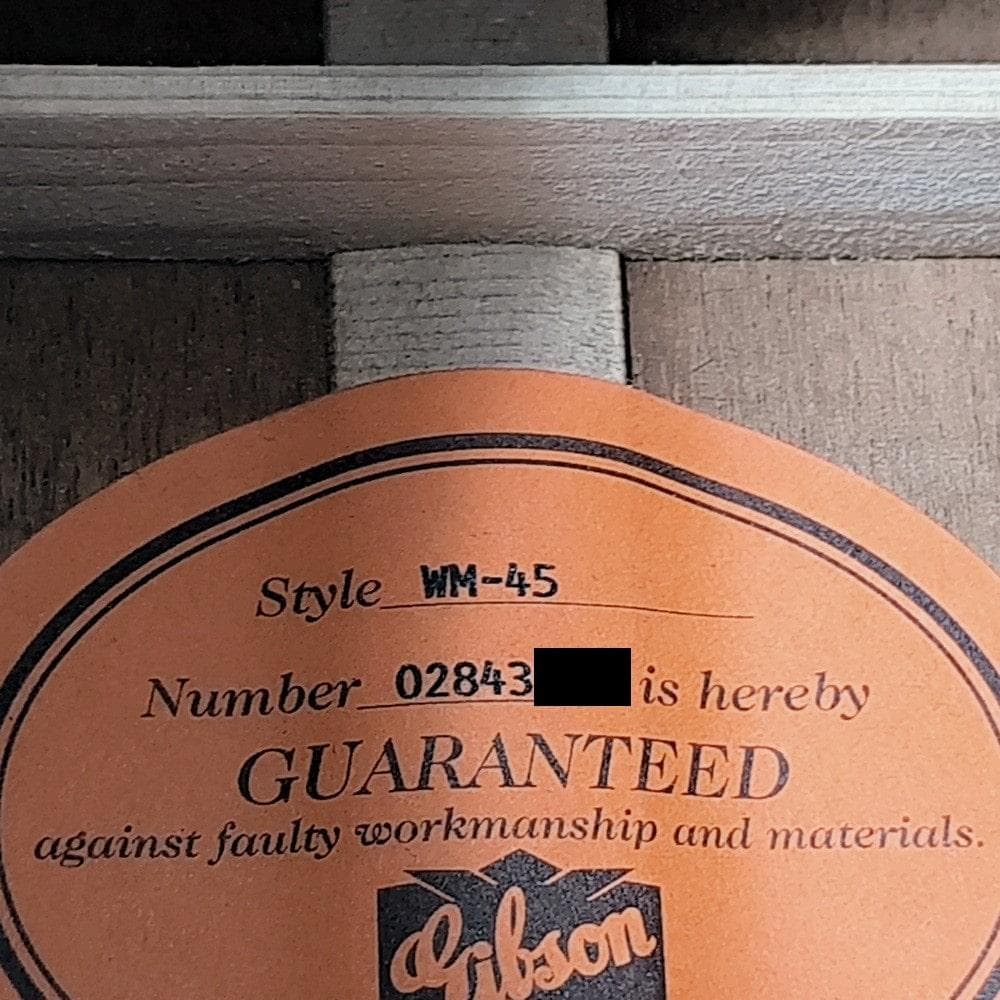 Style WM-45
Number 02843 is hereby
GUARANTEED
against faulty workmanship and materials.
Gibson